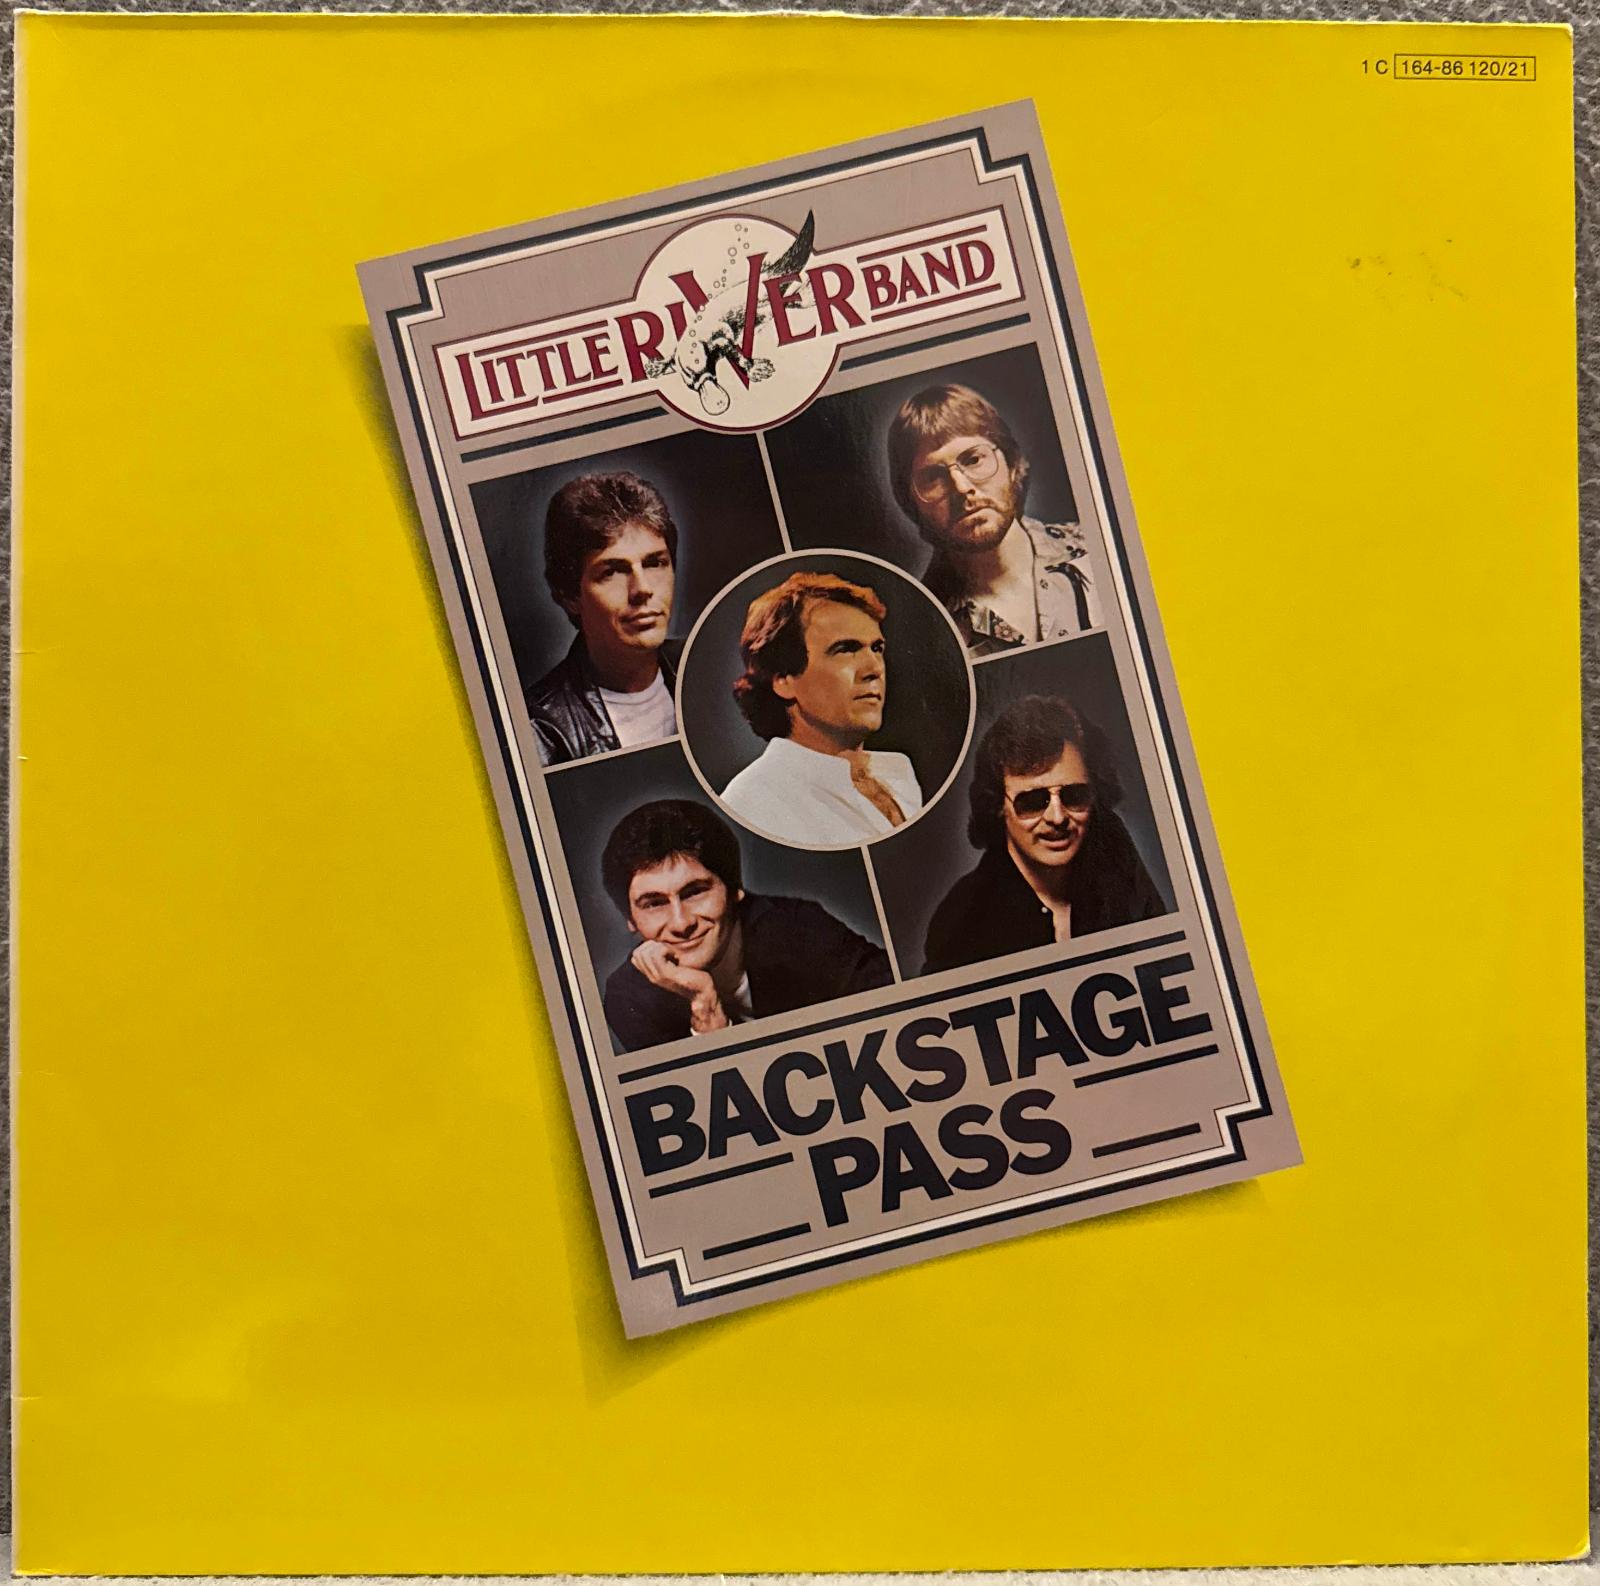 1 C 164-86 120/21
LITTLE RIVER BAND
BACKSTAGE
PASS